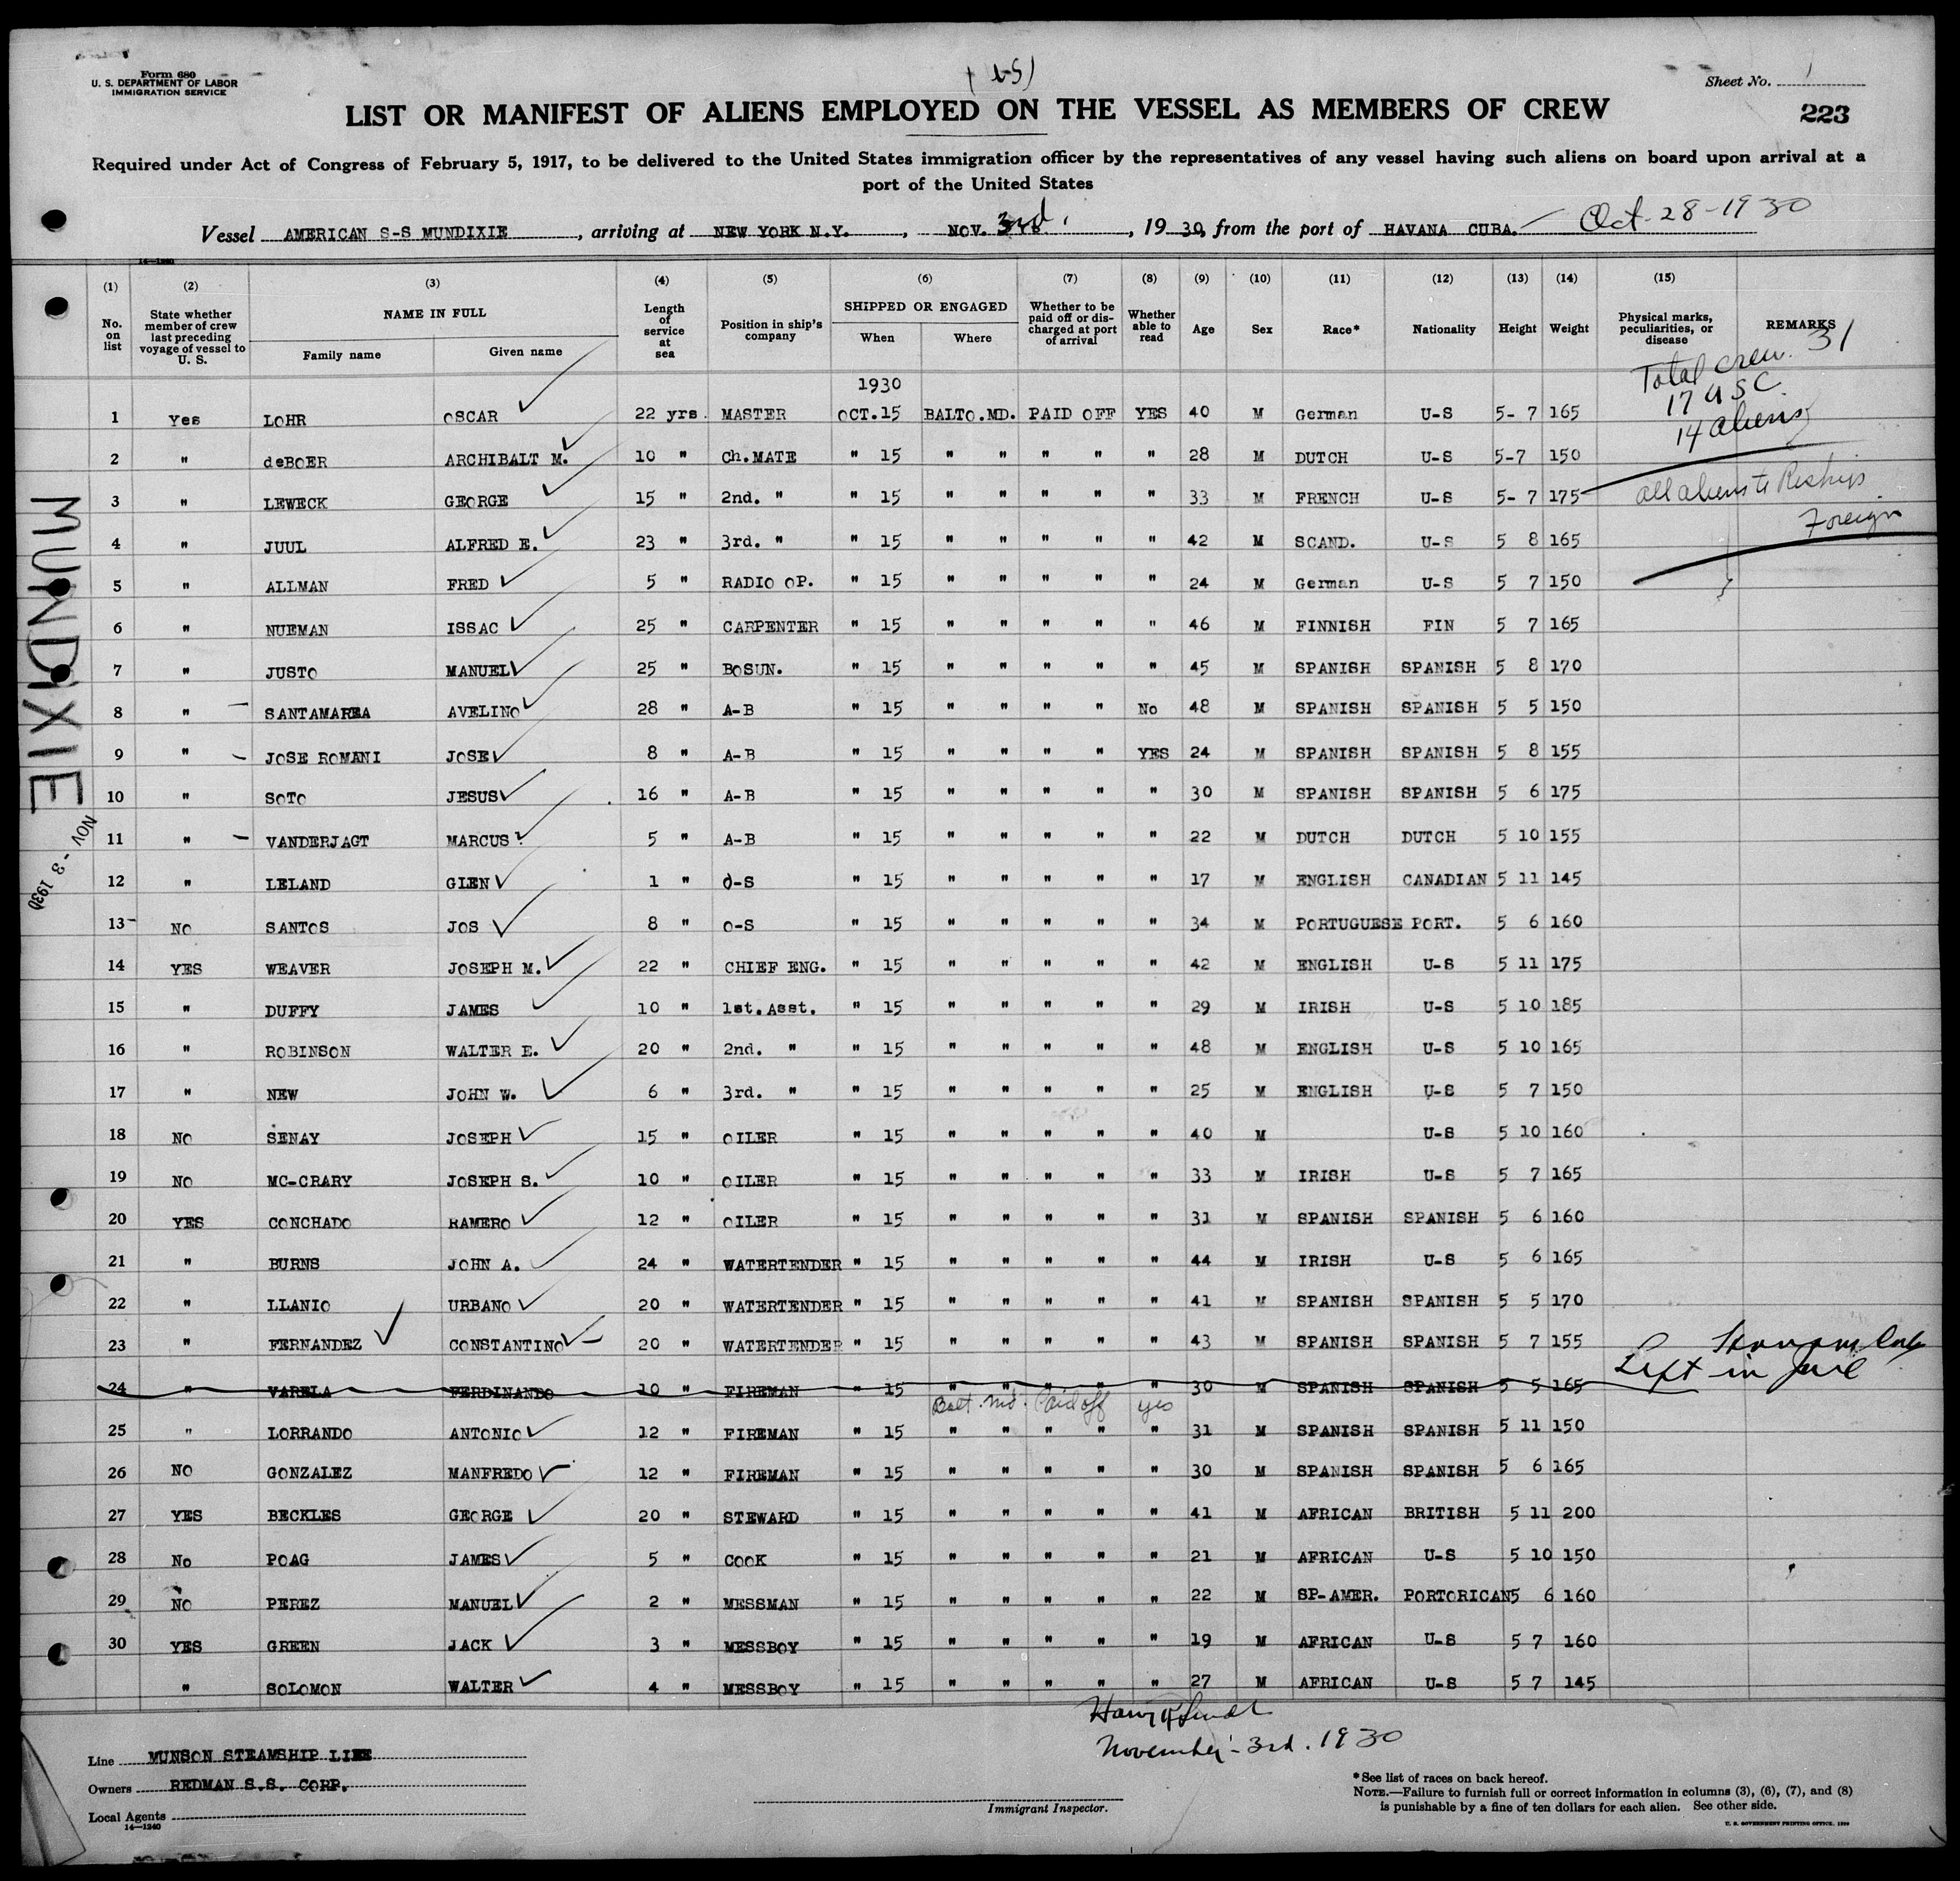 Form 680
U. S. DEPARTMENT OF LABOR
IMMIGRATION SERVICE
Sheet No. 1
LIST OR MANIFEST OF ALIENS EMPLOYED ON THE VESSEL AS MEMBERS OF CREW
223
Required under Act of Congress of February 5, 1917, to be delivered to the United States immigration officer by the representatives of any vessel having such aliens on board upon arrival at a
port of the United States
Vessel AMERICAN S-S MUNDIXIE, arriving at NEW YORK N.Y., NOV. 3rd, 1930, from the port of HAVANA CUBA. Oct-28-1930
14-1240
(1) (2) (3) (4) (5) (6) (7) (8) (9) (10) (11) (12) (13) (14) (15)
No. on list
State whether member of crew last preceding voyage of vessel to U. S.
NAME IN FULL
Family name
Given name
Length of service at sea
Position in ship's company
SHIPPED OR ENGAGED
When
Where
Whether to be paid off or discharged at port of arrival
Whether able to read
Age
Sex
Race*
Nationality
Height
Weight
Physical marks, peculiarities, or disease
REMARKS
Total crew. 31
17 USC
14 aliens
all aliens to Reship
Foreign
1930
1 Yes LOHR OSCAR 22 yrs. MASTER OCT.15 BALTO.MD. PAID OFF YES 40 M German U-S 5- 7 165
2 " deBOER ARCHIBALT M. 10 " Ch.MATE " 15 " " " " " 28 M DUTCH U-S 5-7 150
3 " LEWECK GEORGE 15 " 2nd. " " 15 " " " " " 33 M FRENCH U-S 5- 7 175
4 " JUUL ALFRED E. 23 " 3rd. " " 15 " " " " " 42 M SCAND. U-S 5 8 165
5 " ALLMAN FRED 5 " RADIO OP. " 15 " " " " " 24 M German U-S 5 7 150
6 " NUEMAN ISSAC 25 " CARPENTER " 15 " " " " " 46 M FINNISH FIN 5 7 165
7 " JUSTO MANUEL 25 " BOSUN. " 15 " " " " " 45 M SPANISH SPANISH 5 8 170
8 " SANTAMAREA AVELINO 28 " A-B " 15 " " " " No 48 M SPANISH SPANISH 5 5 150
9 " JOSE ROMANI JOSE 8 " A-B " 15 " " " " YES 24 M SPANISH SPANISH 5 8 155
10 " SOTO JESUS 16 " A-B " 15 " " " " " 30 M SPANISH SPANISH 5 6 175
11 " VANDERJAGT MARCUS 5 " A-B " 15 " " " " " 22 M DUTCH DUTCH 5 10 155
12 " LELAND GLEN 1 " O-S " 15 " " " " " 17 M ENGLISH CANADIAN 5 11 145
13 No SANTOS JOS 8 " O-S " 15 " " " " " 34 M PORTUGUESE PORT. 5 6 160
14 YES WEAVER JOSEPH M. 22 " CHIEF ENG. " 15 " " " " " 42 M ENGLISH U-S 5 11 175
15 " DUFFY JAMES 10 " 1st.Asst. " 15 " " " " " 29 M IRISH U-S 5 10 185
16 " ROBINSON WALTER E. 20 " 2nd. " " 15 " " " " " 48 M ENGLISH U-S 5 10 165
17 " NEW JOHN W. 6 " 3rd. " " 15 " " " " " 25 M ENGLISH U-S 5 7 150
18 NO SENAY JOSEPH 15 " OILER " 15 " " " " " 40 M U-S 5 10 160
19 NO MC-CRARY JOSEPH S. 10 " OILER " 15 " " " " " 33 M IRISH U-S 5 7 165
20 YES CONCHADO RAMERO 12 " OILER " 15 " " " " " 31 M SPANISH SPANISH 5 6 160
21 " BURNS JOHN A. 24 " WATERTENDER " 15 " " " " " 44 M IRISH U-S 5 6 165
22 " LLANIO URBANO 20 " WATERTENDER " 15 " " " " " 41 M SPANISH SPANISH 5 5 170
23 " FERNANDEZ CONSTANTINO 20 " WATERTENDER " 15 " " " " " 43 M SPANISH SPANISH 5 7 155
24 " VARELA FERDINANDO 10 " FIREMAN " 15 " " " " " 30 M SPANISH SPANISH 5 5 165 Left in Jail
Balt. Md. Paid off yes
25 " LORRANDO ANTONIO 12 " FIREMAN " 15 " " " " " 31 M SPANISH SPANISH 5 11 150
26 NO GONZALEZ MANFREDO 12 " FIREMAN " 15 " " " " " 30 M SPANISH SPANISH 5 6 165
27 YES BECKLES GEORGE 20 " STEWARD " 15 " " " " " 41 M AFRICAN BRITISH 5 11 200
28 No POAG JAMES 5 " COOK " 15 " " " " " 21 M AFRICAN U-S 5 10 150
29 NO PEREZ MANUEL 2 " MESSMAN " 15 " " " " " 22 M SP-AMER. PORTORICAN 5 6 160
30 YES GREEN JACK 3 " MESSBOY " 15 " " " " " 19 M AFRICAN U-S 5 7 160
" SOLOMON WALTER 4 " MESSBOY " 15 " " " " " 27 M AFRICAN U-S 5 7 145
MUNDIXIE
NOV - 3 1930
November - 3rd. 1930
Line MUNSON STEAMSHIP LINE
Owners REDMAN S.S. CORP.
Local Agents
14-1240
Immigrant Inspector.
*See list of races on back hereof.
NOTE.—Failure to furnish full or correct information in columns (3), (6), (7), and (8)
is punishable by a fine of ten dollars for each alien. See other side.
U. S. GOVERNMENT PRINTING OFFICE.